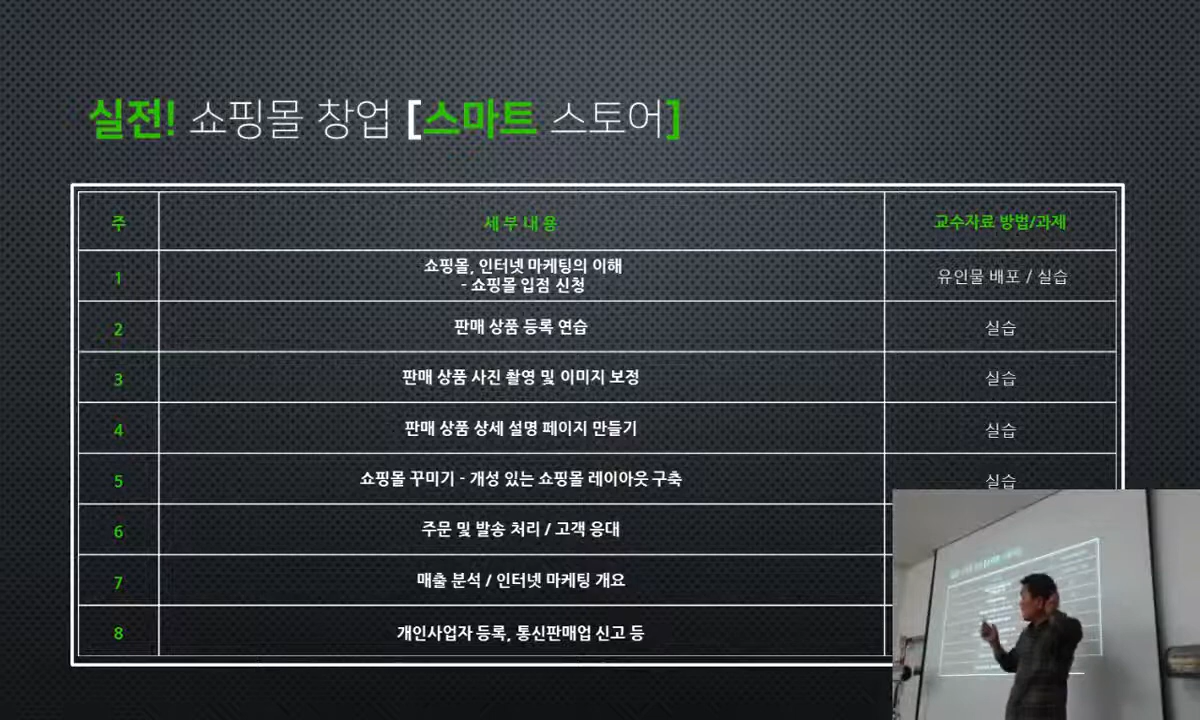 실전! 쇼핑몰 창업 [스마트 스토어]
주 세 부 내 용 교수자료 방법/과제
1 쇼핑몰, 인터넷 마케팅의 이해
- 쇼핑몰 입점 신청 유인물 배포 / 실습
2 판매 상품 등록 연습 실습
3 판매 상품 사진 촬영 및 이미지 보정 실습
4 판매 상품 상세 설명 페이지 만들기 실습
5 쇼핑몰 꾸미기 - 개성 있는 쇼핑몰 레이아웃 구축 실습
6 주문 및 발송 처리 / 고객 응대
7 매출 분석 / 인터넷 마케팅 개요
8 개인사업자 등록, 통신판매업 신고 등